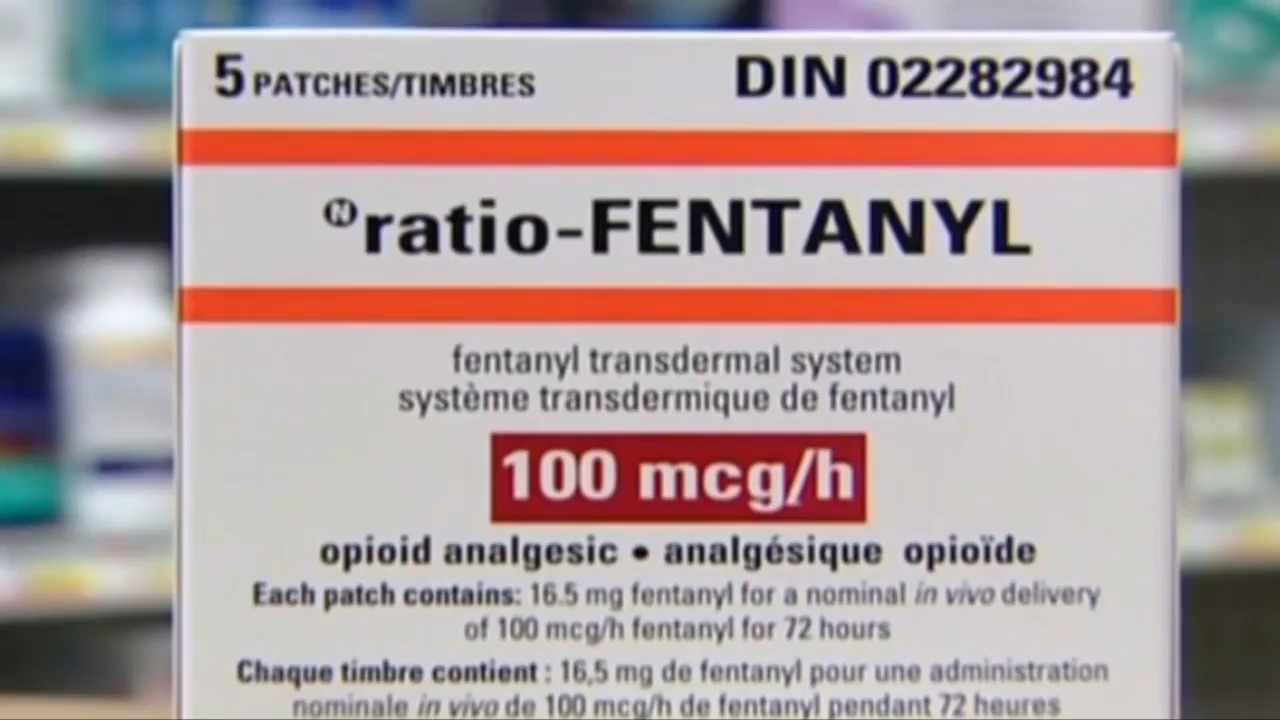 5 PATCHES/TIMBRES DIN 02282984
Ⓝratio-FENTANYL
fentanyl transdermal system
système transdermique de fentanyl
100 mcg/h
opioid analgesic • analgésique opioïde
Each patch contains: 16.5 mg fentanyl for a nominal in vivo delivery
of 100 mcg/h fentanyl for 72 hours
Chaque timbre contient : 16,5 mg de fentanyl pour une administration
nominale in vivo de 100 mcg/h de fentanyl pendant 72 heures